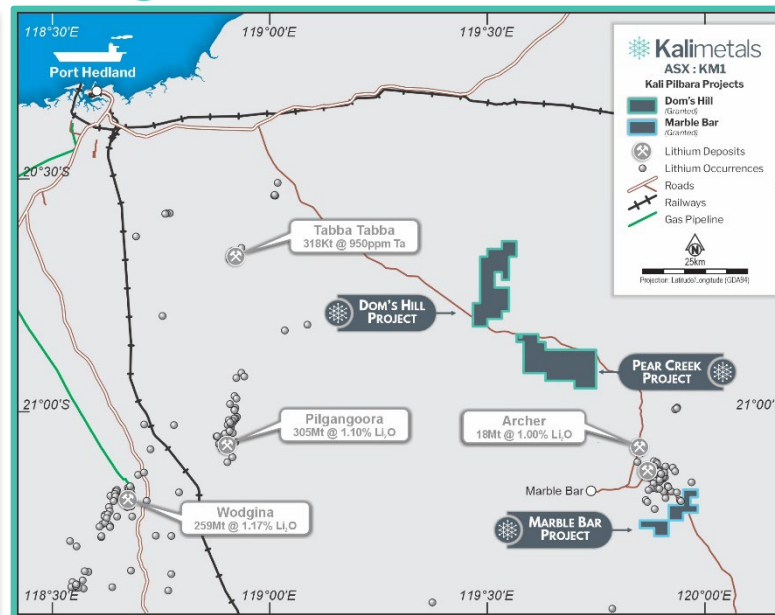 118°30'E
119°00'E
119°30'E
Port Hedland
Kalimetals
ASX : KM1
Kali Pilbara Projects
Dom's Hill
(Granted)
Marble Bar
(Granted)
Lithium Deposits
Lithium Occurrences
Roads
Railways
Gas Pipeline
N
25km
Projection: Latitude/Longitude (GDA94)
20°30'S
Tabba Tabba
318Kt @ 950ppm Ta
DOM'S HILL
PROJECT
PEAR CREEK
PROJECT
21°00'S
21°00'
Pilgangoora
305Mt @ 1.10% Li₂O
Archer
18Mt @ 1.00% Li₂O
Marble Bar
Wodgina
259Mt @ 1.17% Li₂O
MARBLE BAR
PROJECT
118°30'E
119°00'E
119°30'E
120°00'E